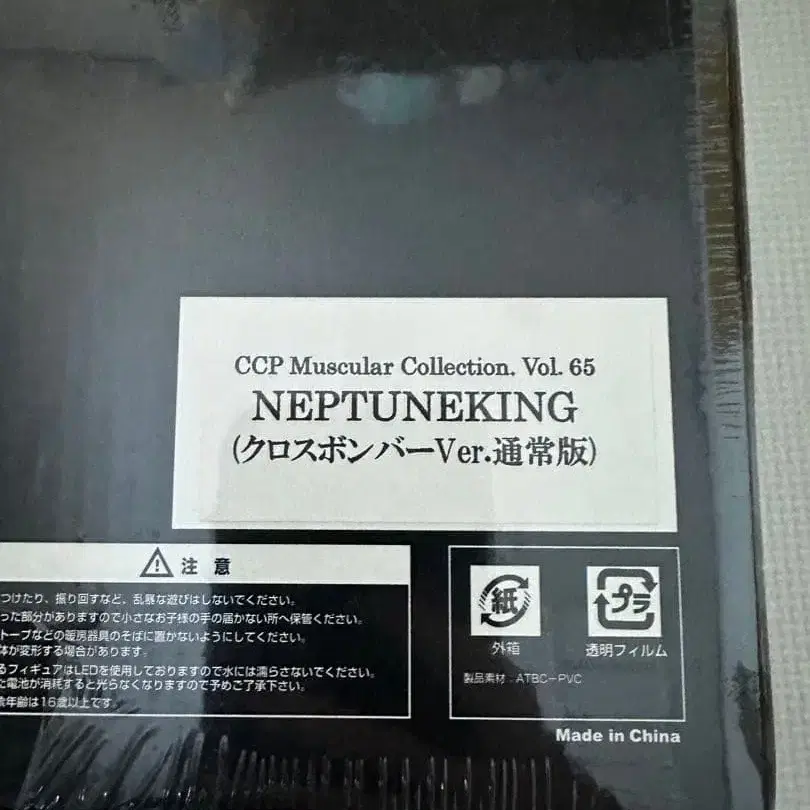 CCP Muscular Collection. Vol. 65
NEPTUNEKING
(クロスボンバーVer.通常版)
注意
つけたり、振り回すなど、乱暴な遊びはしないでください。
った部分がありますので小さなお子様の手の届かない所へ保管ください。
トーブなどの暖房器具のそばに置かないようにしてください。
体が変形する場合があります。
るフィギュアはLEDを使用しておりますので水には濡らさないでください。
た電池が消耗すると光らなくなりますので予めご了承下さい。
象年齢は16歳以上です。
紙
外箱
プラ
透明フィルム
製品素材：ATBC-PVC
Made in China